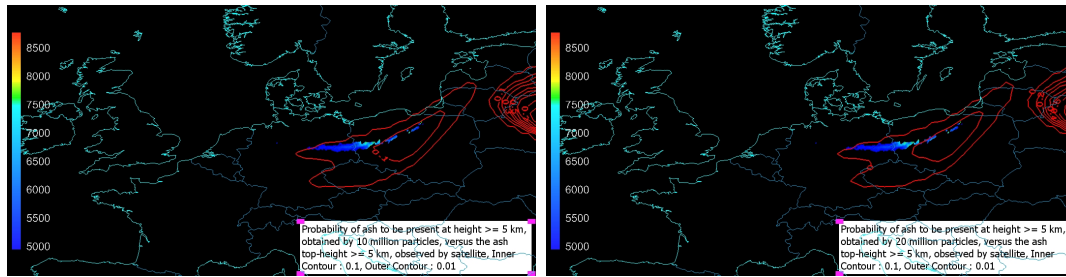 8500
8000
7500
7000
6500
6000
5500
5000
Probability of ash to be present at height >= 5 km,
obtained by 10 million particles, versus the ash
top-height >= 5 km, observed by satellite, Inner
Contour : 0.1, Outer Contour : 0.01
8500
8000
7500
7000
6500
6000
5500
5000
Probability of ash to be present at height >= 5 km,
obtained by 20 million particles, versus the ash
top-height >= 5 km, observed by satellite, Inner
Contour : 0.1, Outer Contour : 0.01